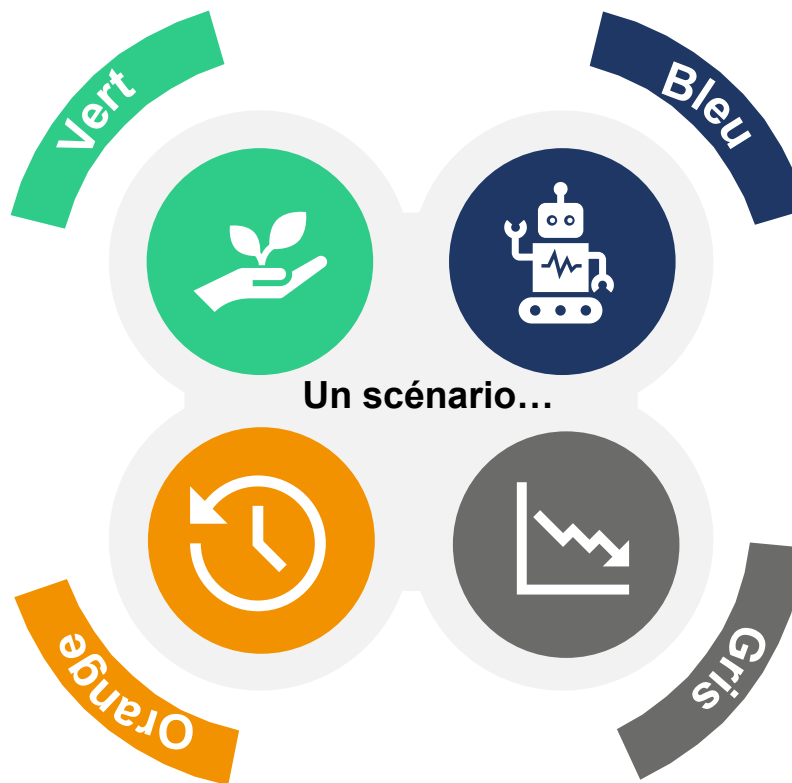 Vert
Bleu
Un scénario…
Orange
Gris